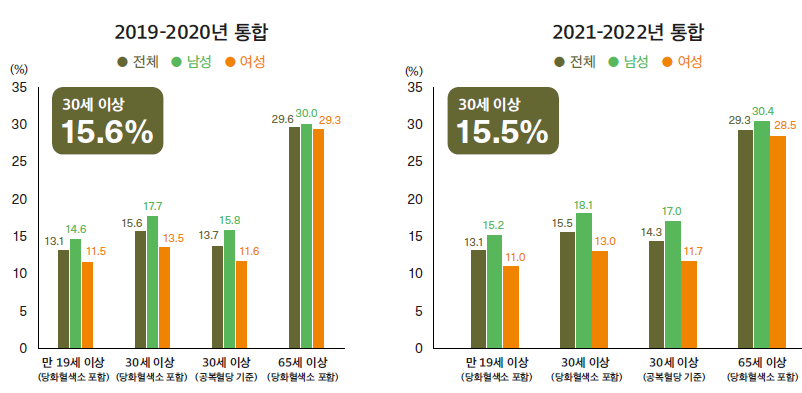 2019-2020년 통합
● 전체 ● 남성 ● 여성
(%)
35
30
25
20
15
10
5
0
30세 이상
15.6%
13.1 14.6 11.5
15.6 17.7 13.5
13.7 15.8 11.6
29.6 30.0 29.3
만 19세 이상 30세 이상 30세 이상 65세 이상
(당화혈색소 포함) (당화혈색소 포함) (공복혈당 기준) (당화혈색소 포함)
2021-2022년 통합
● 전체 ● 남성 ● 여성
(%)
35
30
25
20
15
10
5
0
30세 이상
15.5%
13.1 15.2 11.0
15.5 18.1 13.0
14.3 17.0 11.7
29.3 30.4 28.5
만 19세 이상 30세 이상 30세 이상 65세 이상
(당화혈색소 포함) (당화혈색소 포함) (공복혈당 기준) (당화혈색소 포함)